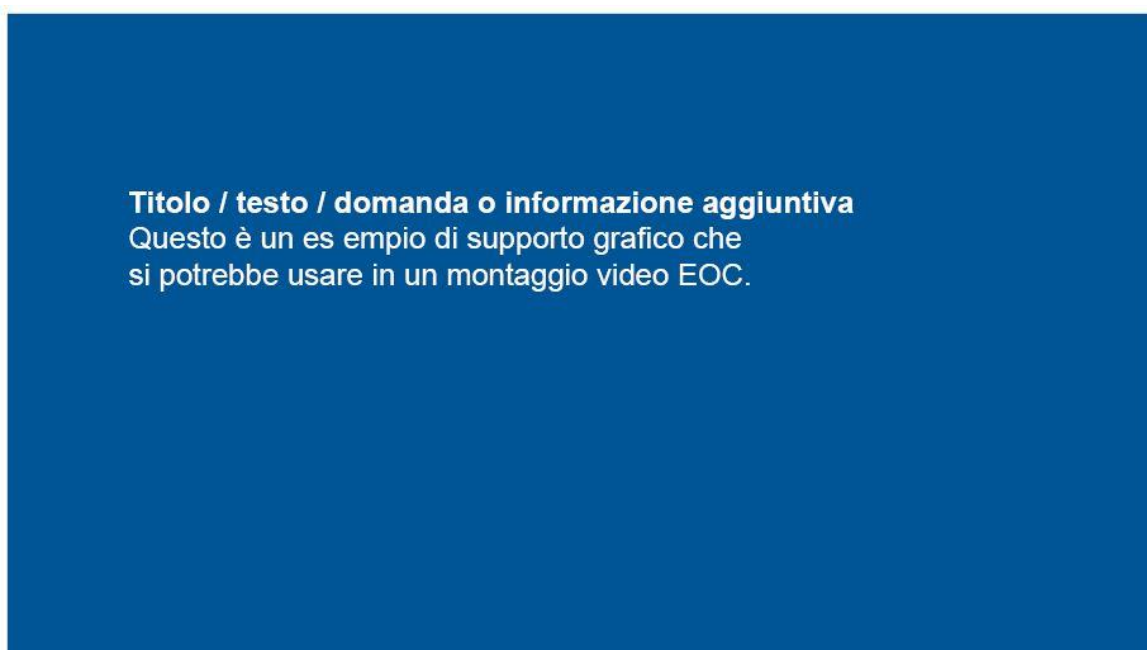 Titolo / testo / domanda o informazione aggiuntiva
Questo è un es empio di supporto grafico che
si potrebbe usare in un montaggio video EOC.